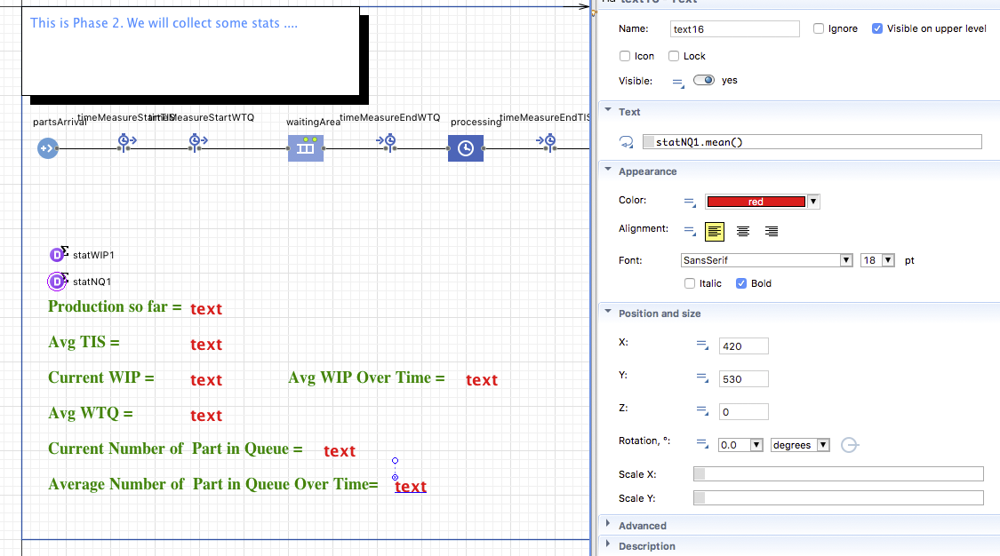 This is Phase 2. We will collect some stats ....
partsArrival
timeMeasureStartTIS
timeMeasureStartWTQ
waitingArea
timeMeasureEndWTQ
processing
timeMeasureEndTIS
D
statWIP1
D
statNQ1
Production so far = text
Avg TIS = text
Current WIP = text Avg WIP Over Time = text
Avg WTQ = text
Current Number of  Part in Queue = text
Average Number of  Part in Queue Over Time= text
text16 - Text
Name: text16 Ignore Visible on upper level
Icon Lock
Visible: yes
Text
statNQ1.mean()
Appearance
Color: red
Alignment:
Font: SansSerif 18 pt
Italic Bold
Position and size
X: 420
Y: 530
Z: 0
Rotation, °: 0.0 degrees
Scale X:
Scale Y:
Advanced
Description